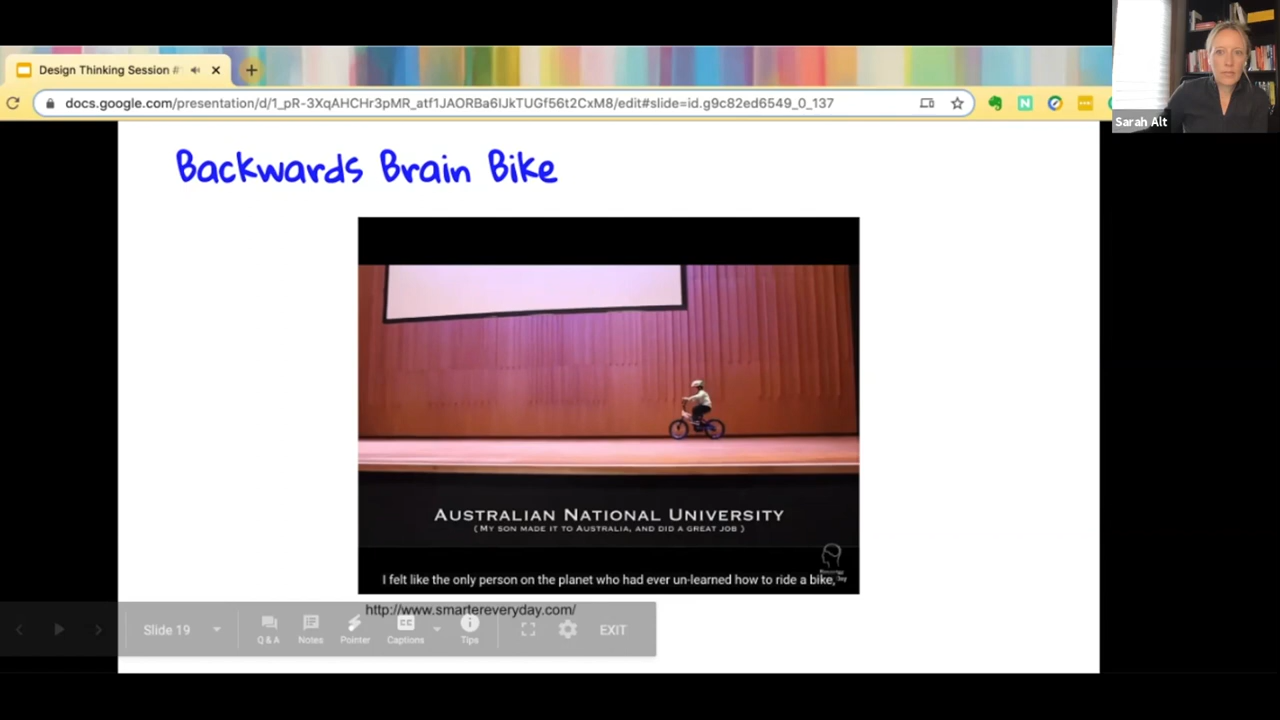 Design Thinking Session #
docs.google.com/presentation/d/1_pR-3XqAHCHr3pMR_atf1JAORBa6IJkTUGf56t2CxM8/edit#slide=id.g9c82ed6549_0_137
Sarah Alt
Backwards Brain Bike
AUSTRALIAN NATIONAL UNIVERSITY
(MY SON MADE IT TO AUSTRALIA, AND DID A GREAT JOB)
I felt like the only person on the planet who had ever un-learned how to ride a bike,
http://www.smartereveryday.com/
Slide 19
Q & A
Notes
Pointer
CC
Captions
Tips
EXIT